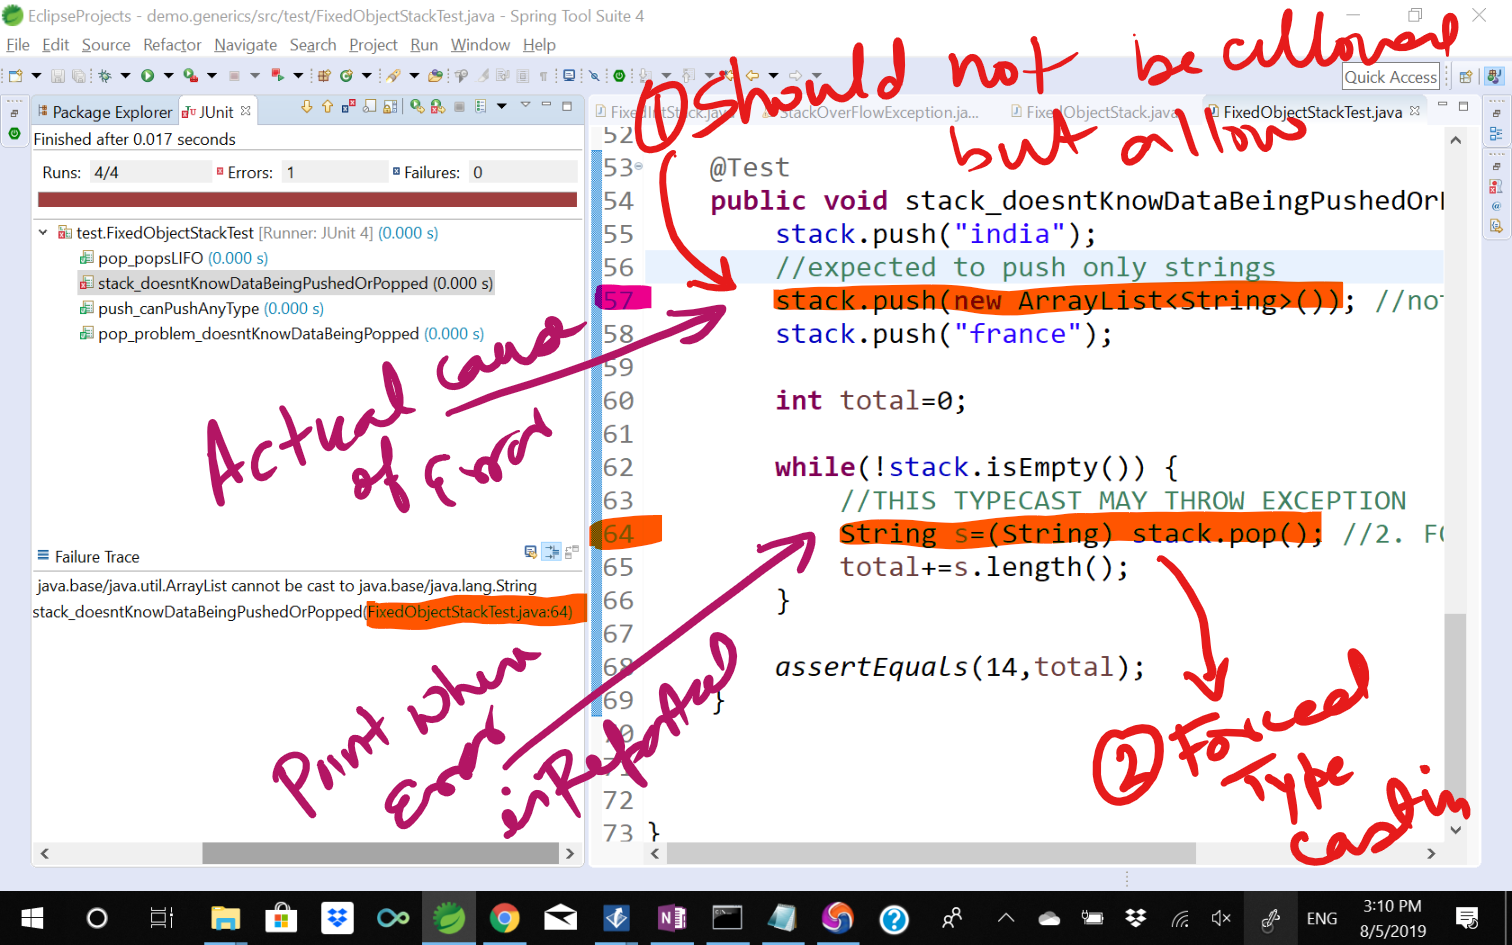 EclipseProjects - demo.generics/src/test/FixedObjectStackTest.java - Spring Tool Suite 4
File Edit Source Refactor Navigate Search Project Run Window Help
Quick Access
① Should not be allowed
but allows
Package Explorer JUnit
Finished after 0.017 seconds
Runs: 4/4 Errors: 1 Failures: 0
test.FixedObjectStackTest [Runner: JUnit 4] (0.000 s)
pop_popsLIFO (0.000 s)
stack_doesntKnowDataBeingPushedOrPopped (0.000 s)
push_canPushAnyType (0.000 s)
pop_problem_doesntKnowDataBeingPopped (0.000 s)
Actual cause
of Error
Failure Trace
java.base/java.util.ArrayList cannot be cast to java.base/java.lang.String
stack_doesntKnowDataBeingPushedOrPopped(FixedObjectStackTest.java:64)
Point when
Error
is Reported
StackOverFlowException.ja... FixedObjectStack.java FixedObjectStackTest.java
52
53 @Test
54 public void stack_doesntKnowDataBeingPushedOrP
55 stack.push("india");
56 //expected to push only strings
57 stack.push(new ArrayList<String>()); //no
58 stack.push("france");
59
60 int total=0;
61
62 while(!stack.isEmpty()) {
63 //THIS TYPECAST MAY THROW EXCEPTION
64 String s=(String) stack.pop(); //2. FO
65 total+=s.length();
66 }
67
68 assertEquals(14,total);
69 }
70
71
72
73 }
② Forced
Type
Castin
ENG
3:10 PM
8/5/2019